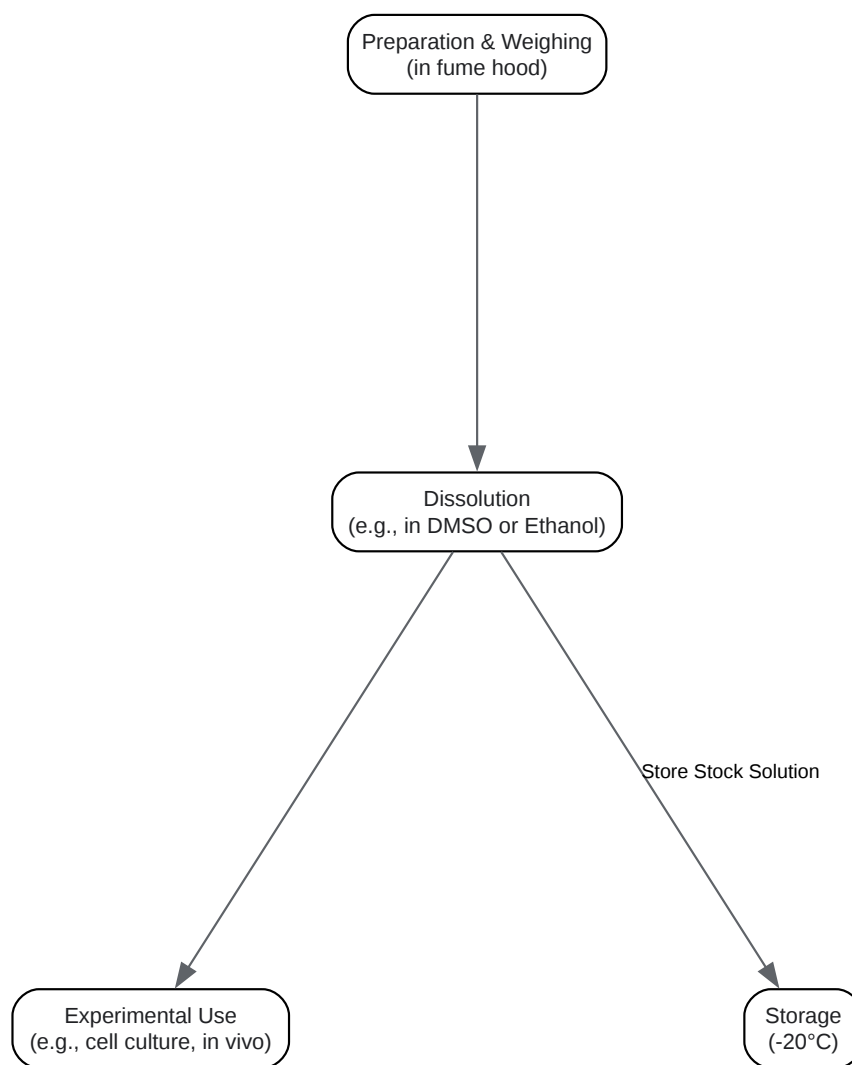 Preparation & Weighing
(in fume hood)
Dissolution
(e.g., in DMSO or Ethanol)
Store Stock Solution
Experimental Use
(e.g., cell culture, in vivo)
Storage
(-20°C)